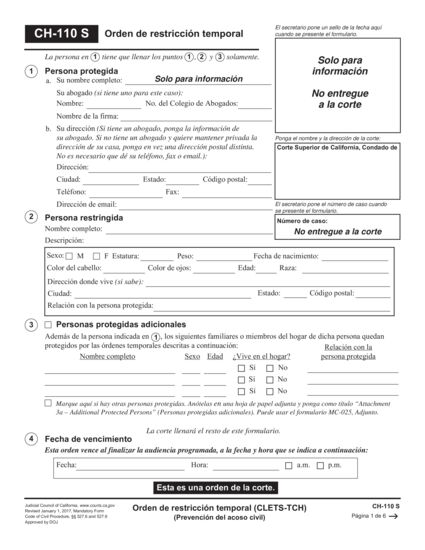 CH-110 S
Orden de restricción temporal
El secretario pone un sello de la fecha aquí
cuando se presente el formulario.
La persona en 1 tiene que llenar los puntos 1, 2 y 3 solamente.
1 Persona protegida
a. Su nombre completo: Solo para información
Su abogado (si tiene uno para este caso):
Nombre: No. del Colegio de Abogados:
Nombre de la firma:
b. Su dirección (Si tiene un abogado, ponga la información de
su abogado. Si no tiene un abogado y quiere mantener privada la
dirección de su casa, ponga en vez una dirección postal distinta.
No es necesario que dé su teléfono, fax o email.):
Dirección:
Ciudad: Estado: Código postal:
Teléfono: Fax:
Dirección de email:
Solo para
información
No entregue
a la corte
Ponga el nombre y la dirección de la corte:
Corte Superior de California, Condado de
El secretario pone el número de caso cuando
se presente el formulario.
Número de caso:
No entregue a la corte
2 Persona restringida
Nombre completo:
Descripción:
Sexo: M F Estatura: Peso: Fecha de nacimiento:
Color del cabello: Color de ojos: Edad: Raza:
Dirección donde vive (si sabe):
Ciudad: Estado: Código postal:
Relación con la persona protegida:
3 Personas protegidas adicionales
Además de la persona indicada en 1, los siguientes familiares o miembros del hogar de dicha persona quedan
protegidos por las órdenes temporales descritas a continuación:
Relación con la
Nombre completo Sexo Edad ¿Vive en el hogar? persona protegida
Sí No
Sí No
Sí No
Marque aquí si hay otras personas protegidas. Anótelas en una hoja de papel adjunta y ponga como título “Attachment
3a – Additional Protected Persons” (Personas protegidas adicionales). Puede usar el formulario MC-025, Adjunto.
La corte llenará el resto de este formulario.
4 Fecha de vencimiento
Esta orden vence al finalizar la audiencia programada, a la fecha y hora que se indica a continuación:
Fecha: Hora: a.m. p.m.
Esta es una orden de la corte.
Judicial Council of California, www.courts.ca.gov
Revised January 1, 2017, Mandatory Form
Code of Civil Procedure, §§ 527.6 and 527.9
Approved by DOJ
Orden de restricción temporal (CLETS-TCH)
(Prevención del acoso civil)
CH-110 S
Página 1 de 6 →